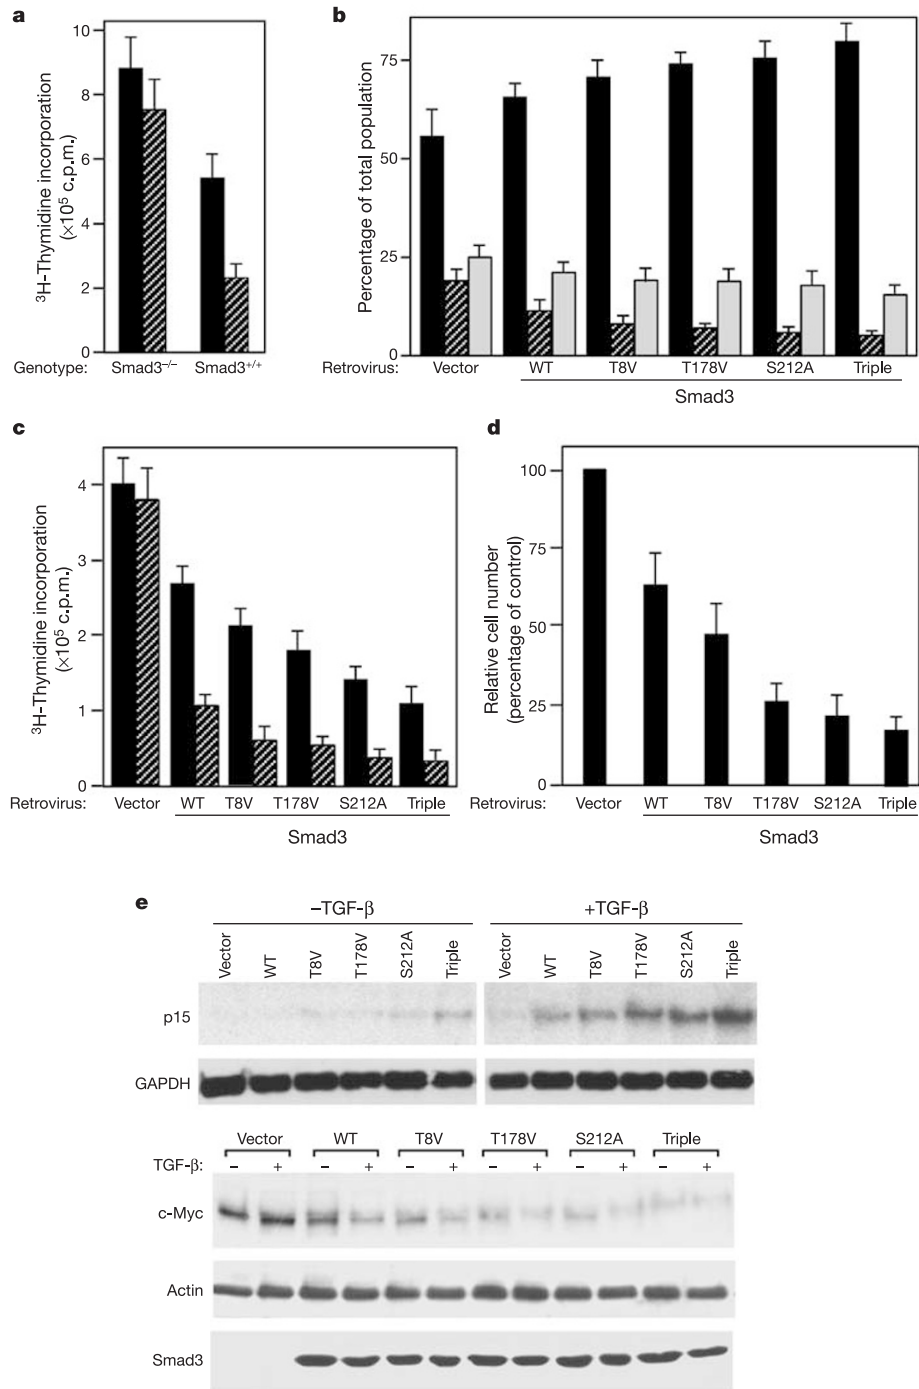 a
³H-Thymidine incorporation
(×10⁵ c.p.m.)
10
8
6
4
2
0
Genotype: Smad3⁻/⁻ Smad3⁺/⁺
b
Percentage of total population
75
50
25
0
Retrovirus: Vector WT T8V T178V S212A Triple
Smad3
c
³H-Thymidine incorporation
(×10⁵ c.p.m.)
4
3
2
1
0
Retrovirus: Vector WT T8V T178V S212A Triple
Smad3
d
Relative cell number
(percentage of control)
100
75
50
25
0
Retrovirus: Vector WT T8V T178V S212A Triple
Smad3
e
–TGF-β +TGF-β
Vector WT T8V T178V S212A Triple Vector WT T8V T178V S212A Triple
p15
GAPDH
Vector WT T8V T178V S212A Triple
TGF-β: – + – + – + – + – + – +
c-Myc
Actin
Smad3